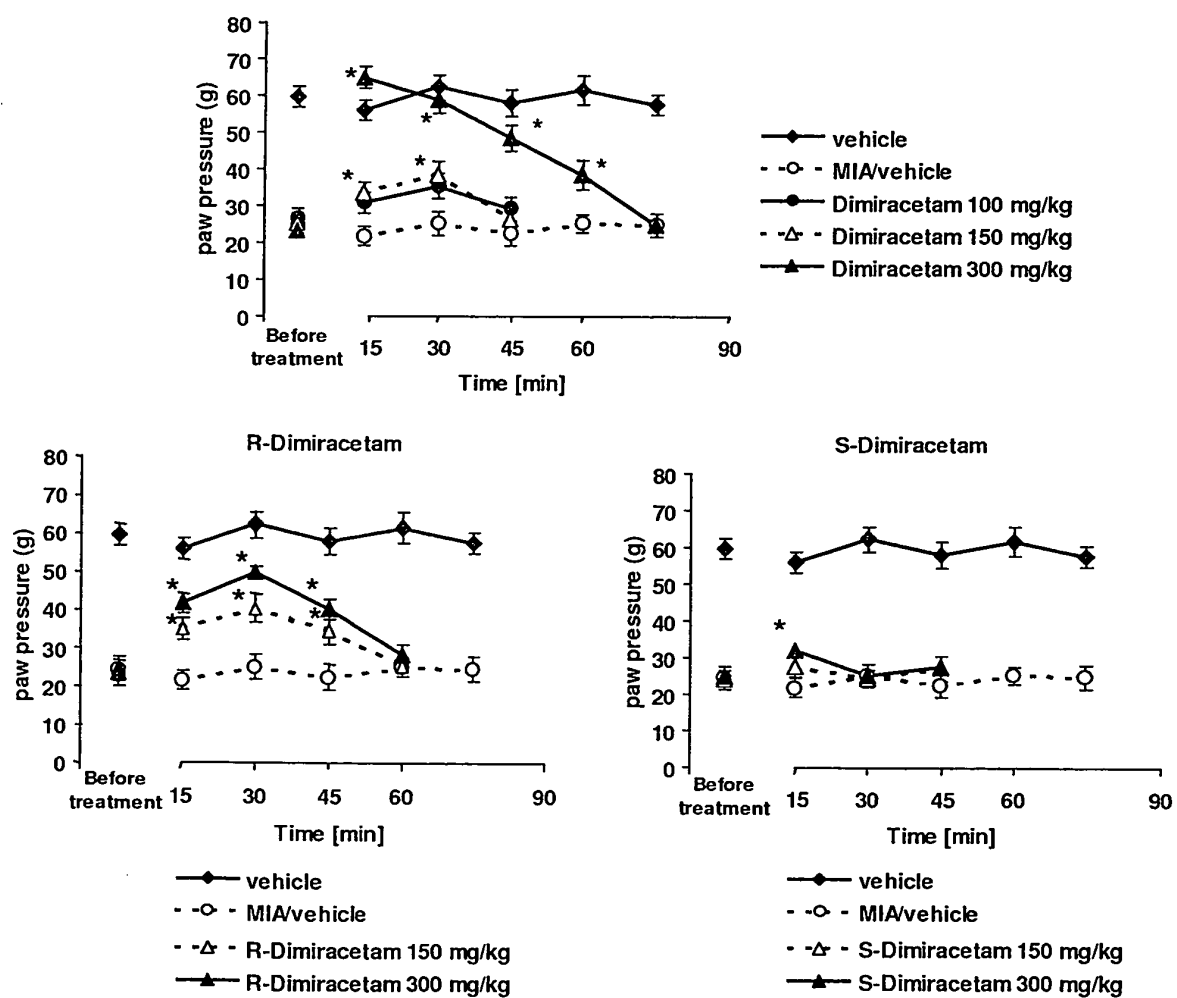 80
70
60
50
40
30
20
10
0
paw pressure (g)
*
*
*
*
*
*
Before
treatment
15 30 45 60 90
Time [min]
vehicle
MIA/vehicle
Dimiracetam 100 mg/kg
Dimiracetam 150 mg/kg
Dimiracetam 300 mg/kg
R-Dimiracetam
80
70
60
50
40
30
20
10
0
paw pressure (g)
*
*
*
*
*
*
Before
treatment
15 30 45 60 90
Time [min]
vehicle
MIA/vehicle
R-Dimiracetam 150 mg/kg
R-Dimiracetam 300 mg/kg
S-Dimiracetam
80
70
60
50
40
30
20
10
0
paw pressure (g)
*
Before
treatment
15 30 45 60 90
Time [min]
vehicle
MIA/vehicle
S-Dimiracetam 150 mg/kg
S-Dimiracetam 300 mg/kg